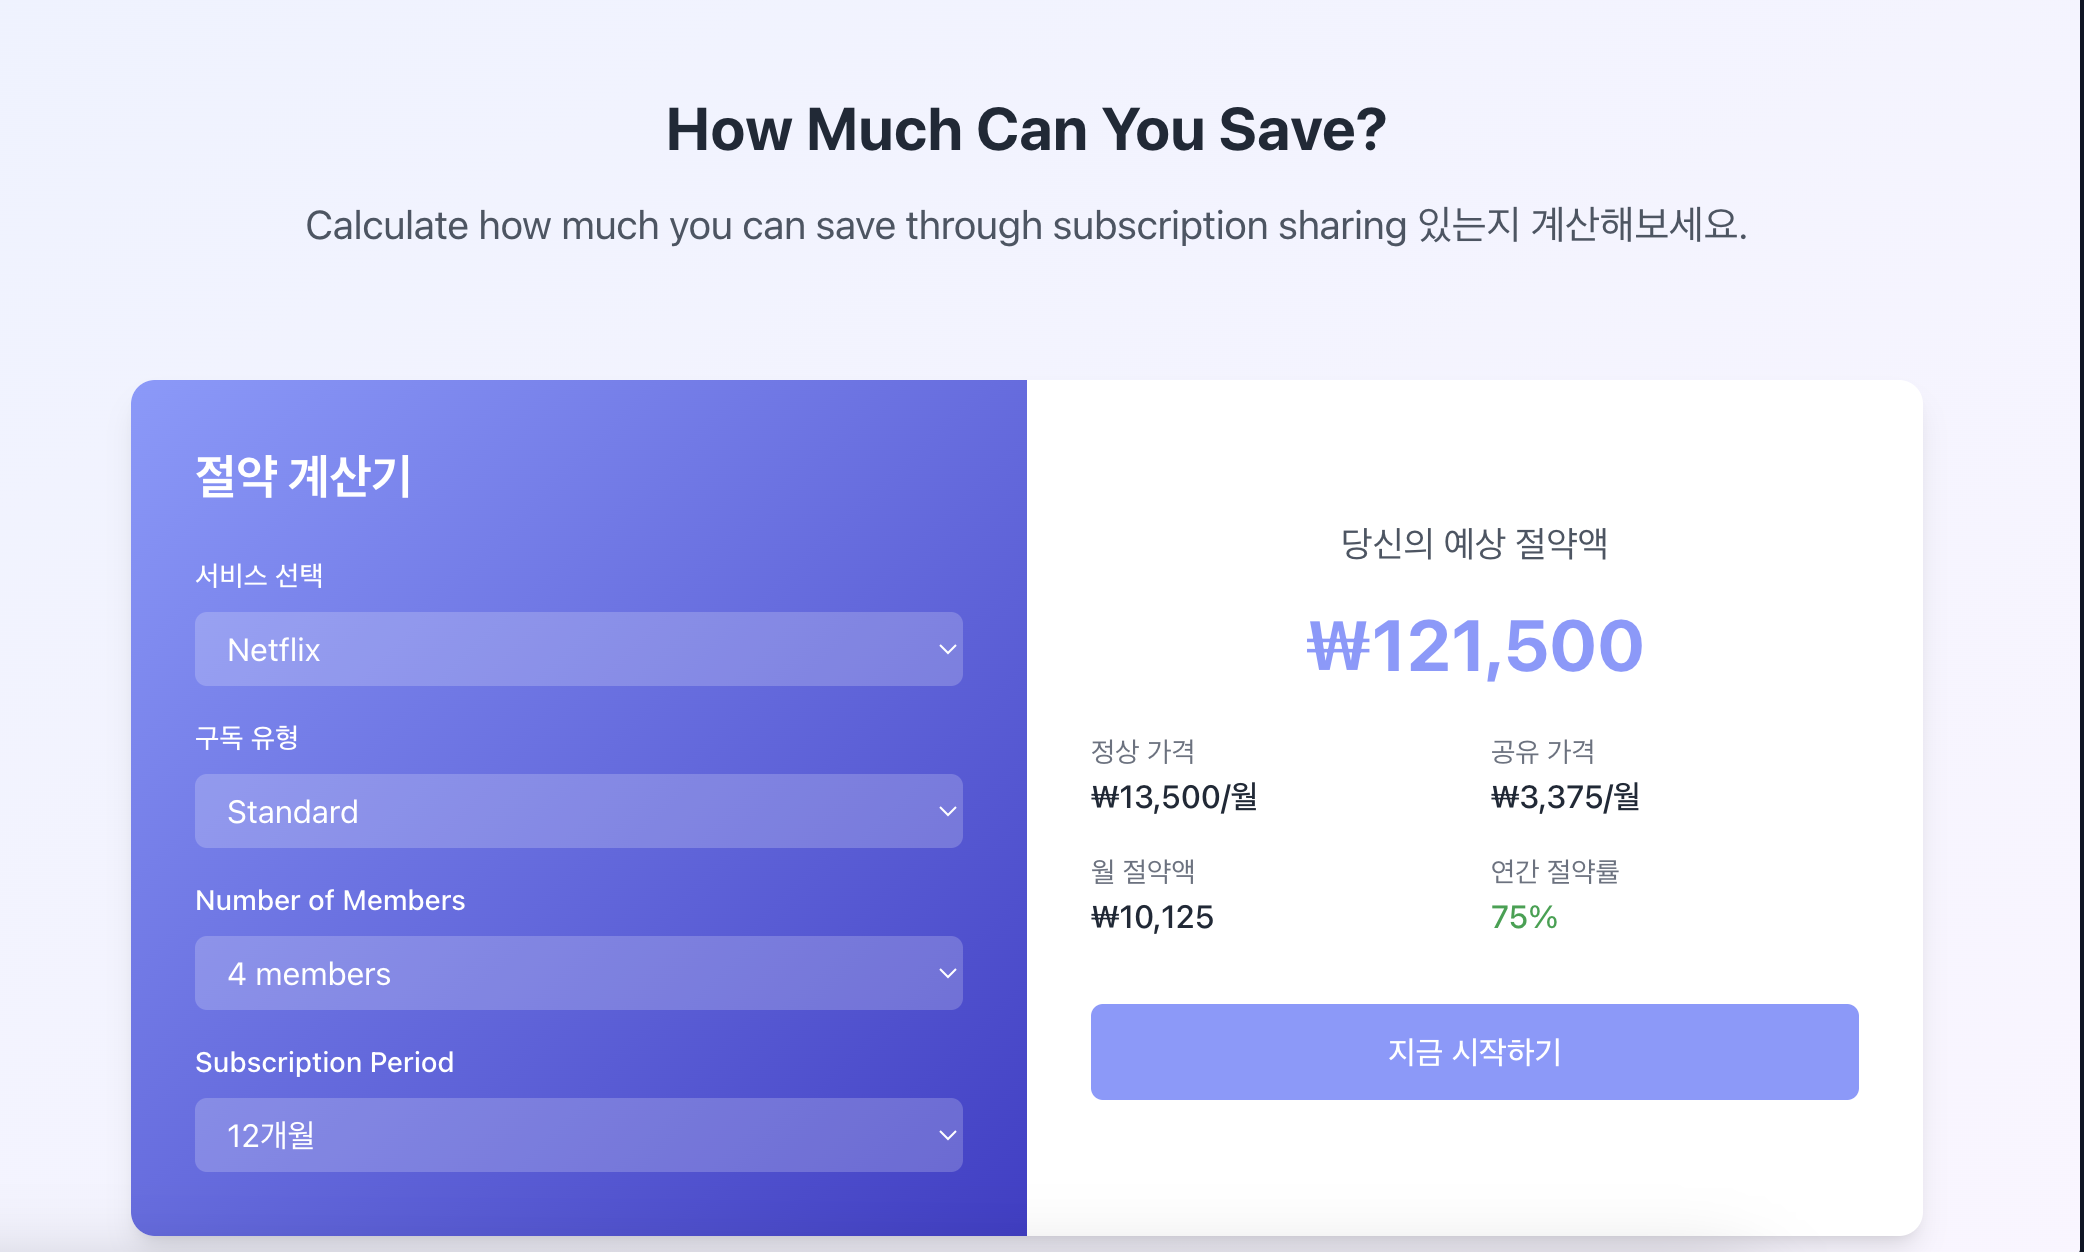 How Much Can You Save?
Calculate how much you can save through subscription sharing 있는지 계산해보세요.
절약 계산기
서비스 선택
Netflix
구독 유형
Standard
Number of Members
4 members
Subscription Period
12개월
당신의 예상 절약액
₩121,500
정상 가격
₩13,500/월
공유 가격
₩3,375/월
월 절약액
₩10,125
연간 절약률
75%
지금 시작하기